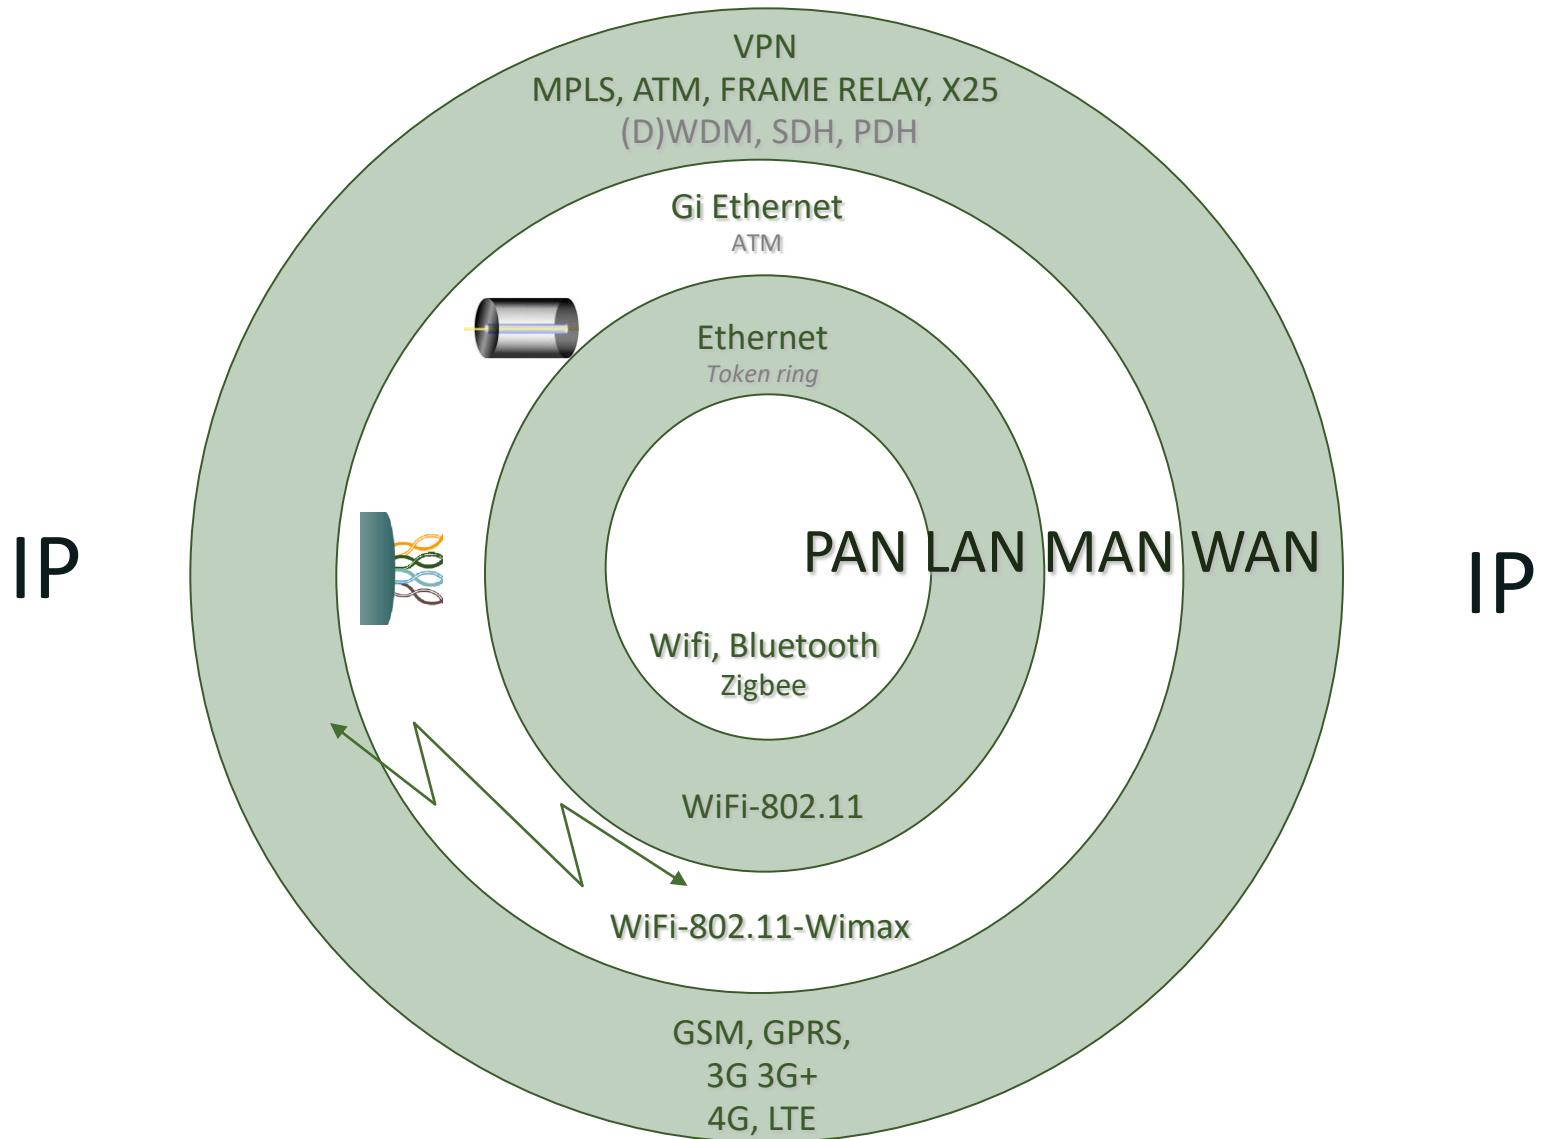 VPN
MPLS, ATM, FRAME RELAY, X25
(D)WDM, SDH, PDH
Gi Ethernet
ATM
Ethernet
Token ring
IP
PAN LAN MAN WAN
IP
Wifi, Bluetooth
Zigbee
WiFi-802.11
WiFi-802.11-Wimax
GSM, GPRS,
3G 3G+
4G, LTE